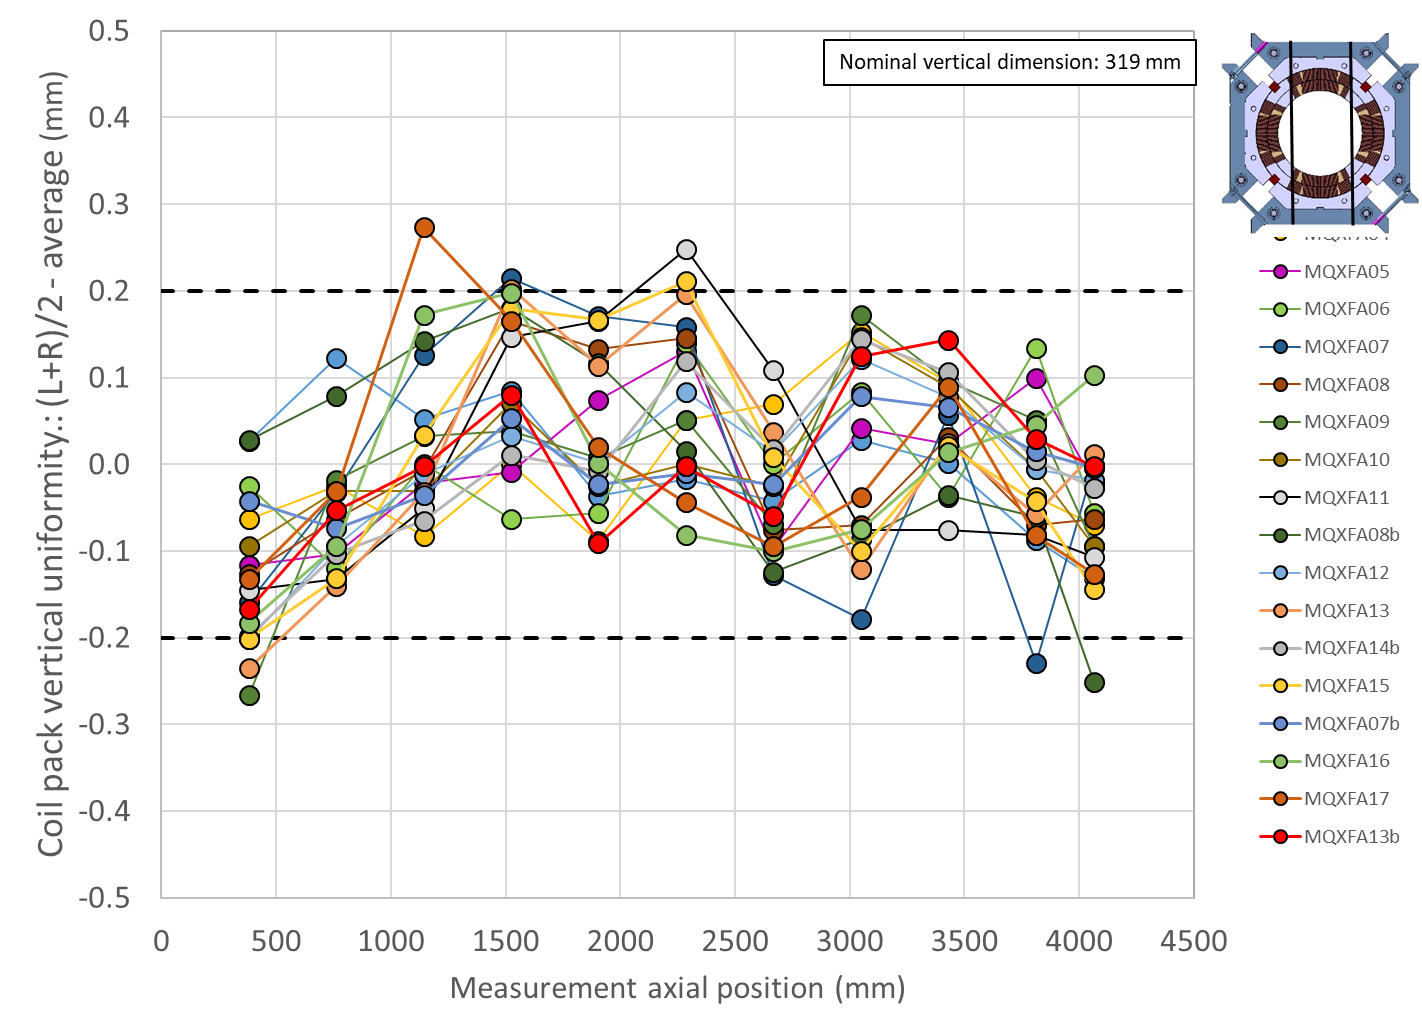 Coil pack vertical uniformity.: (L+R)/2 - average (mm)
0.5
0.4
0.3
0.2
0.1
0.0
-0.1
-0.2
-0.3
-0.4
-0.5
Nominal vertical dimension: 319 mm
0 500 1000 1500 2000 2500 3000 3500 4000 4500
Measurement axial position (mm)
MQXFA05
MQXFA06
MQXFA07
MQXFA08
MQXFA09
MQXFA10
MQXFA11
MQXFA08b
MQXFA12
MQXFA13
MQXFA14b
MQXFA15
MQXFA07b
MQXFA16
MQXFA17
MQXFA13b